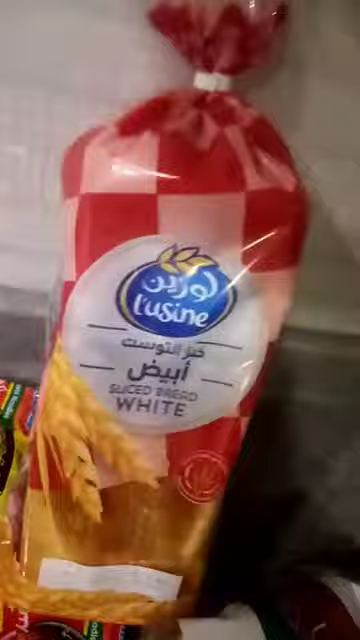 لوزين
L'usine
خبز التوست
أبيض
SLICED BREAD
WHITE